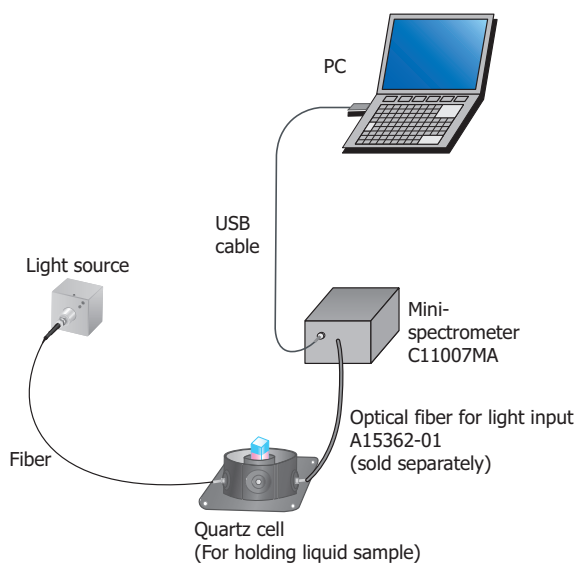 PC
USB
cable
Light source
Mini-
spectrometer
C11007MA
Optical fiber for light input
A15362-01
(sold separately)
Fiber
Quartz cell
(For holding liquid sample)